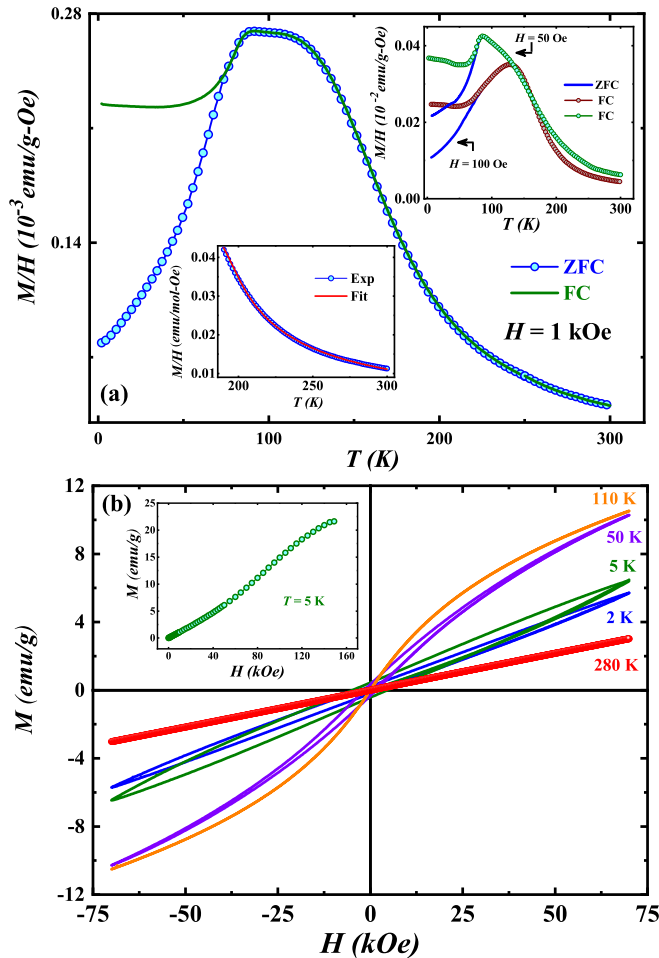 0.28
0.14
M/H (10⁻³ emu/g-Oe)
0 100 200 300
T (K)
(a)
ZFC
FC
H = 1 kOe
0.04
0.02
0.00
M/H (10⁻² emu/g-Oe)
H = 50 Oe
ZFC
FC
FC
H = 100 Oe
0 100 200 300
T (K)
0.04
0.03
0.02
0.01
M/H (emu/mol-Oe)
Exp
Fit
200 250 300
T (K)
12
8
4
0
-4
-8
-12
M (emu/g)
(b)
25
20
15
10
5
0
M (emu/g)
T = 5 K
0 40 80 120 160
H (kOe)
110 K
50 K
5 K
2 K
280 K
-75 -50 -25 0 25 50 75
H (kOe)